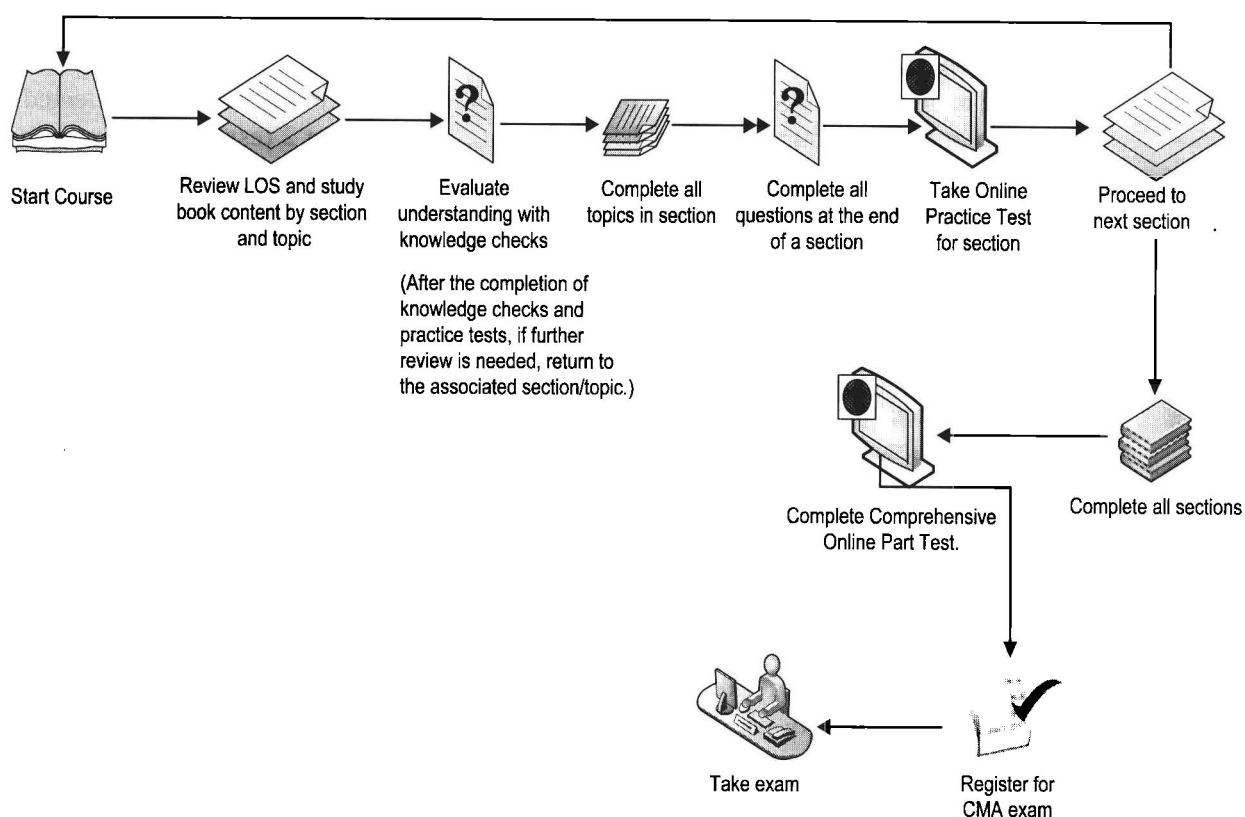 Start Course
Review LOS and study
book content by section
and topic
Evaluate
understanding with
knowledge checks
(After the completion of
knowledge checks and
practice tests, if further
review is needed, return to
the associated section/topic.)
Complete all
topics in section
Complete all
questions at the end
of a section
Take Online
Practice Test
for section
Proceed to
next section
Complete all sections
Complete Comprehensive
Online Part Test.
Register for
CMA exam
Take exam